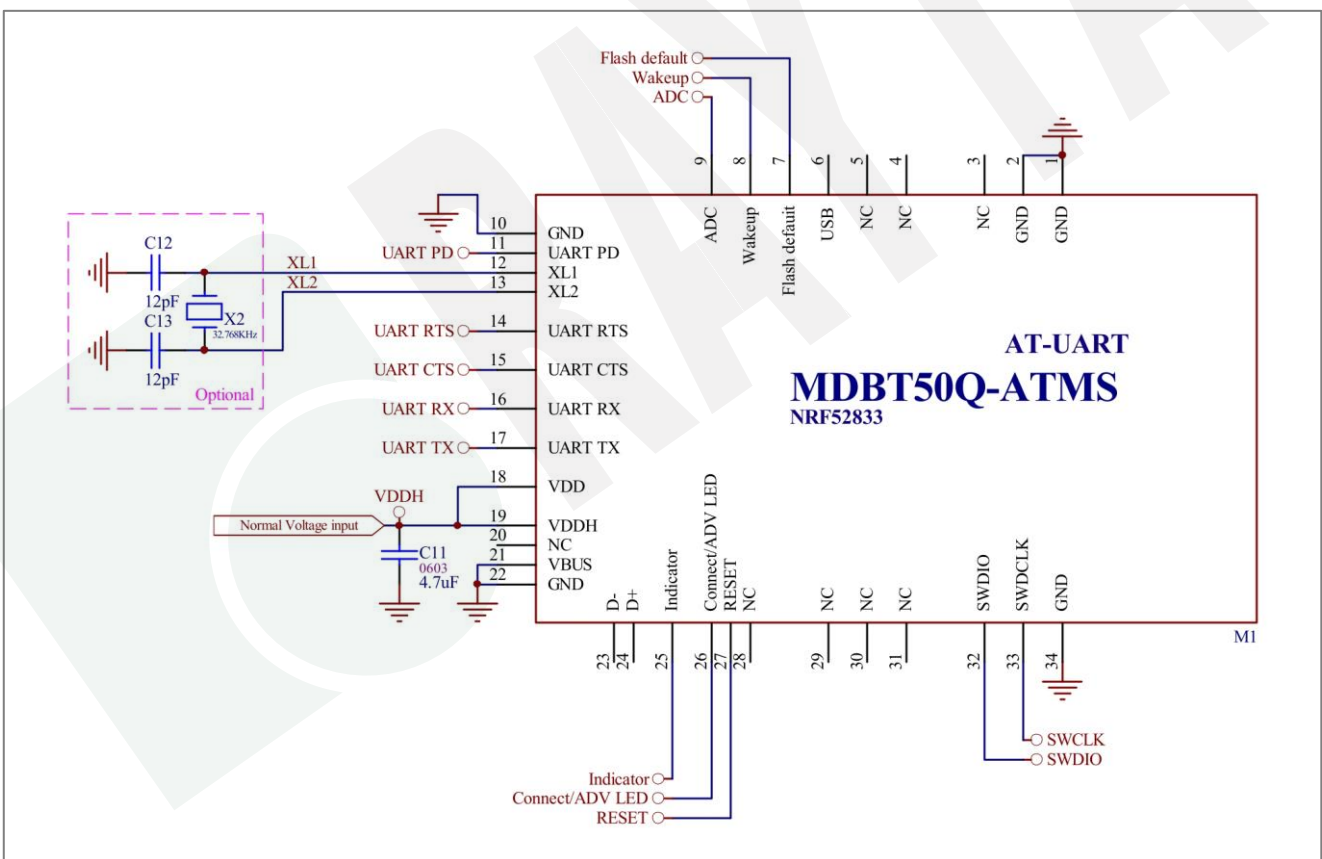 RAYTA
Flash default
Wakeup
ADC
9
8
7
6
5
4
3
2
1
ADC
Wakeup
Flash defauit
USB
NC
NC
NC
GND
GND
10 GND
UART PD 11 UART PD
C12
XL1 12 XL1
XL2 13 XL2
12pF
C13
X2
32.768KHz
12pF
Optional
UART RTS 14 UART RTS
UART CTS 15 UART CTS
UART RX 16 UART RX
UART TX 17 UART TX
AT-UART
MDBT50Q-ATMS
NRF52833
18 VDD
VDDH
Normal Voltage input
19 VDDH
20 NC
21 VBUS
22 GND
C11
0603
4.7uF
D-
D+
Indicator
Connect/ADV LED
RESET
NC
NC
NC
NC
SWDIO
SWDCLK
GND
M1
23
24
25
26
27
28
29
30
31
32
33
34
SWCLK
SWDIO
Indicator
Connect/ADV LED
RESET